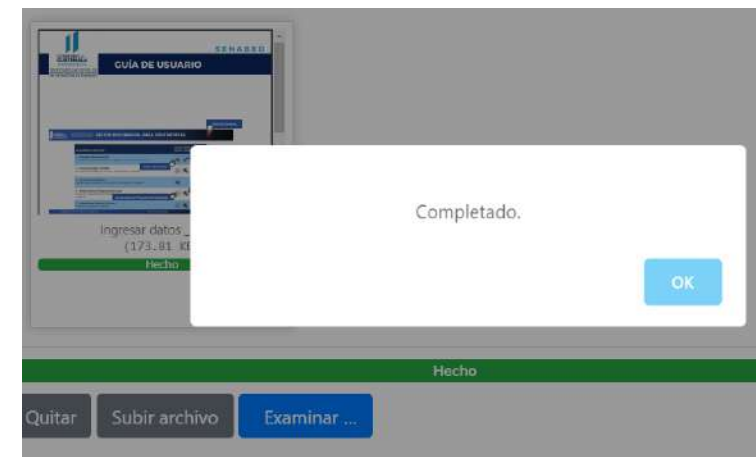 SENABED
GUÍA DE USUARIO
Completado.
Ingresar datos _
(173.81 KB
Hecho
OK
Hecho
Quitar
Subir archivo
Examinar ...